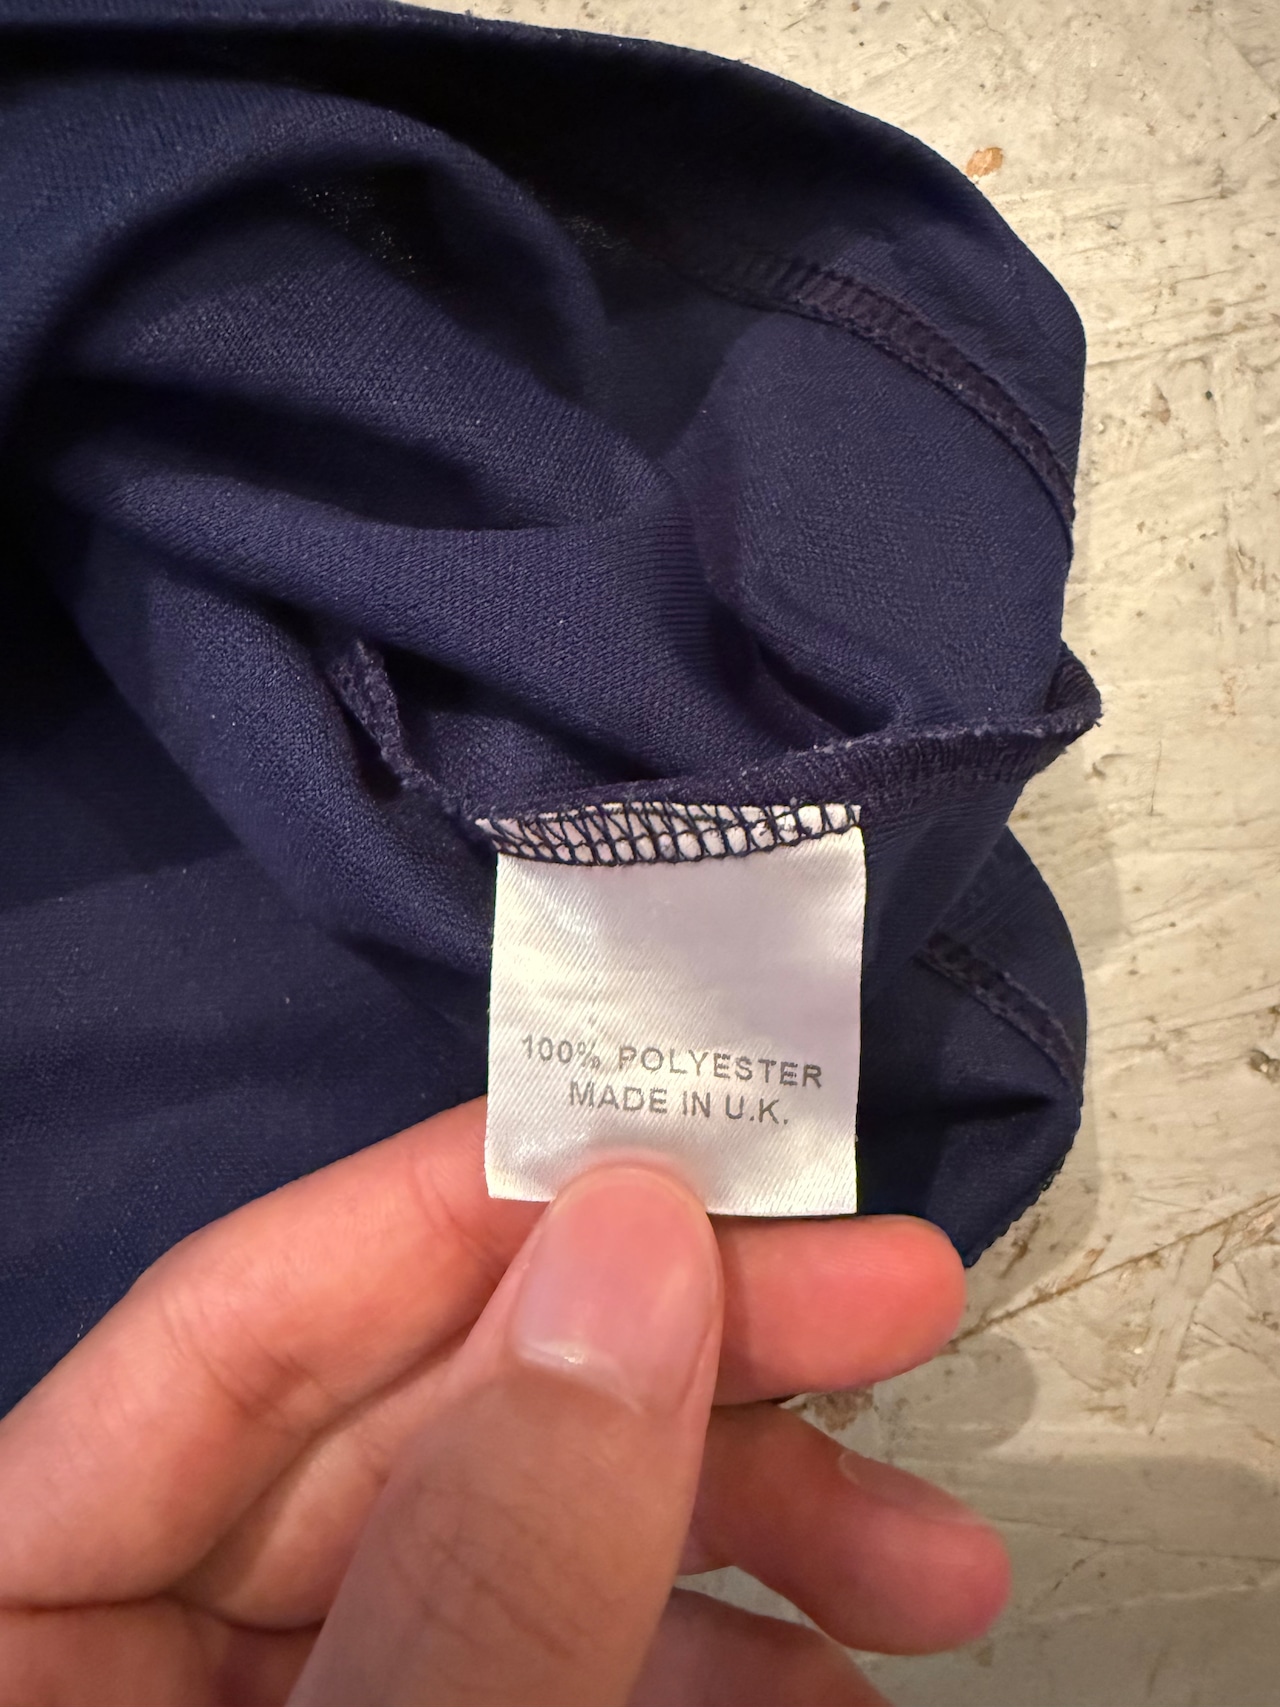 100% POLYESTER
MADE IN U.K.